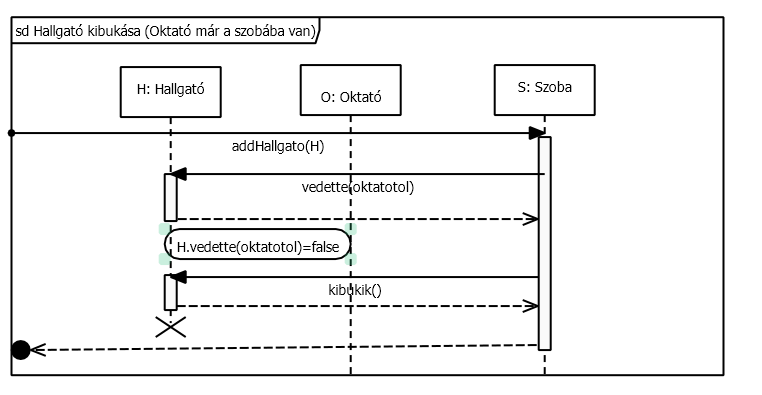 sd Hallgató kibukása (Oktató már a szobába van)
H: Hallgató
O: Oktató
S: Szoba
addHallgato(H)
vedette(oktatotol)
H.vedette(oktatotol)=false
kibukik()